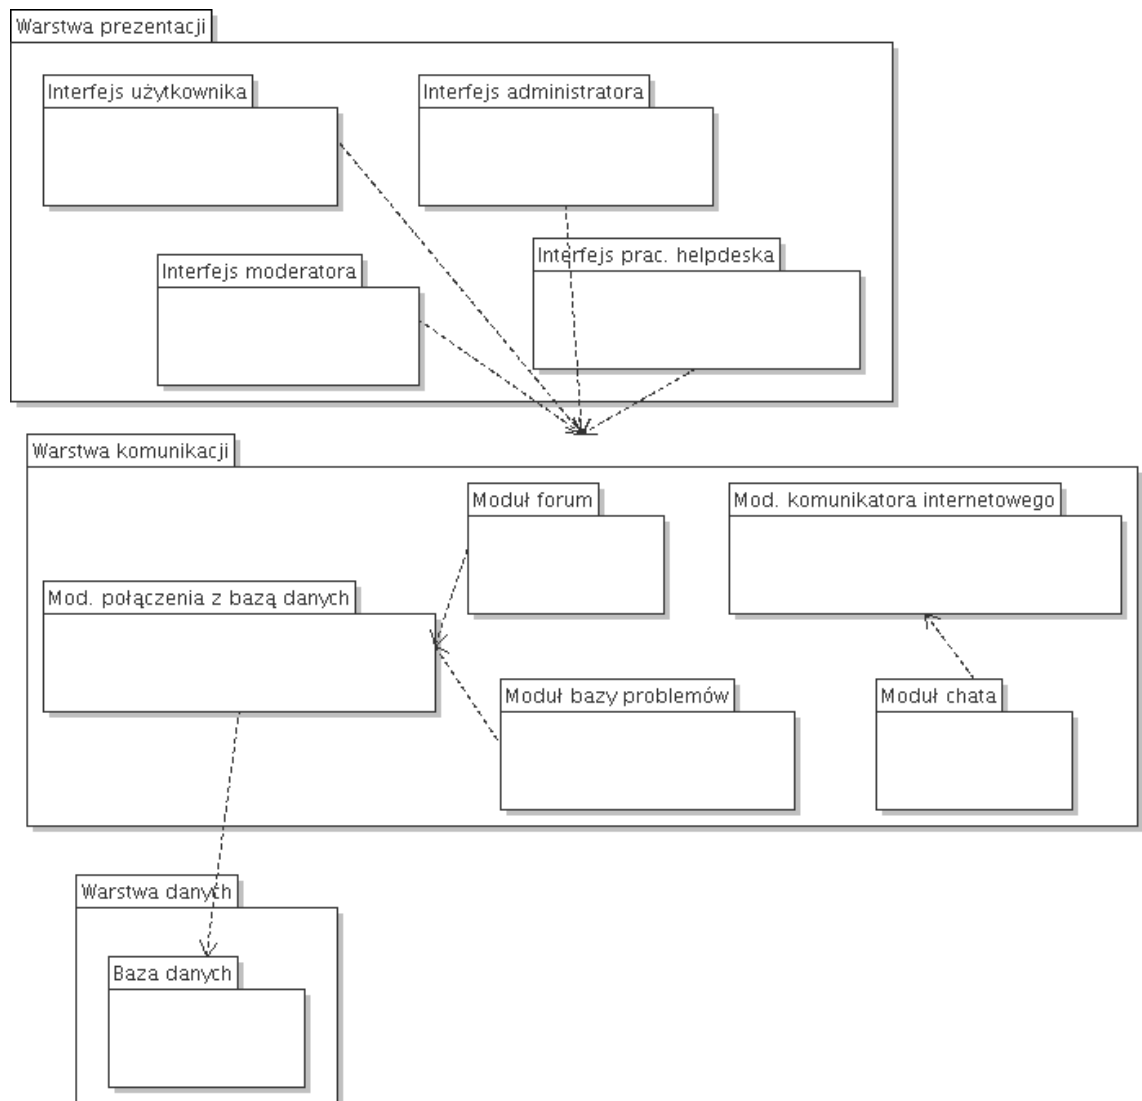 Warstwa prezentacji
Interfejs użytkownika
Interfejs administratora
Interfejs moderatora
Interfejs prac. helpdeska
Warstwa komunikacji
Moduł forum
Mod. komunikatora internetowego
Mod. połączenia z bazą danych
Moduł bazy problemów
Moduł chata
Warstwa danych
Baza danych